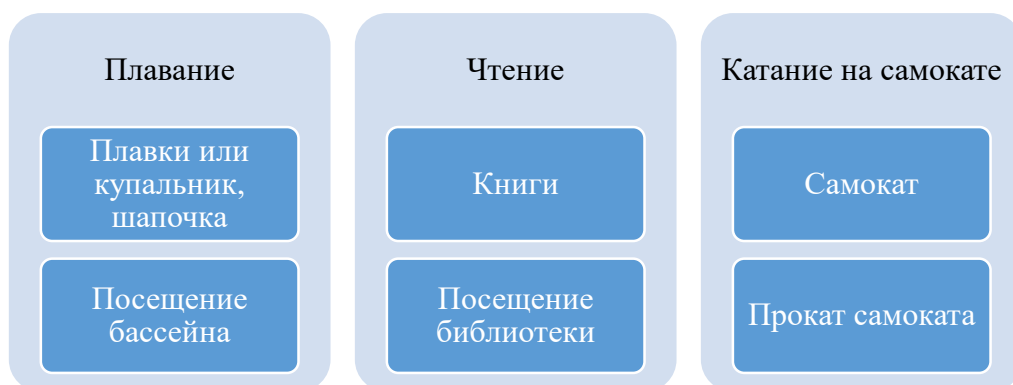 Плавание
Плавки или
купальник,
шапочка
Посещение
бассейна
Чтение
Книги
Посещение
библиотеки
Катание на самокате
Самокат
Прокат самоката